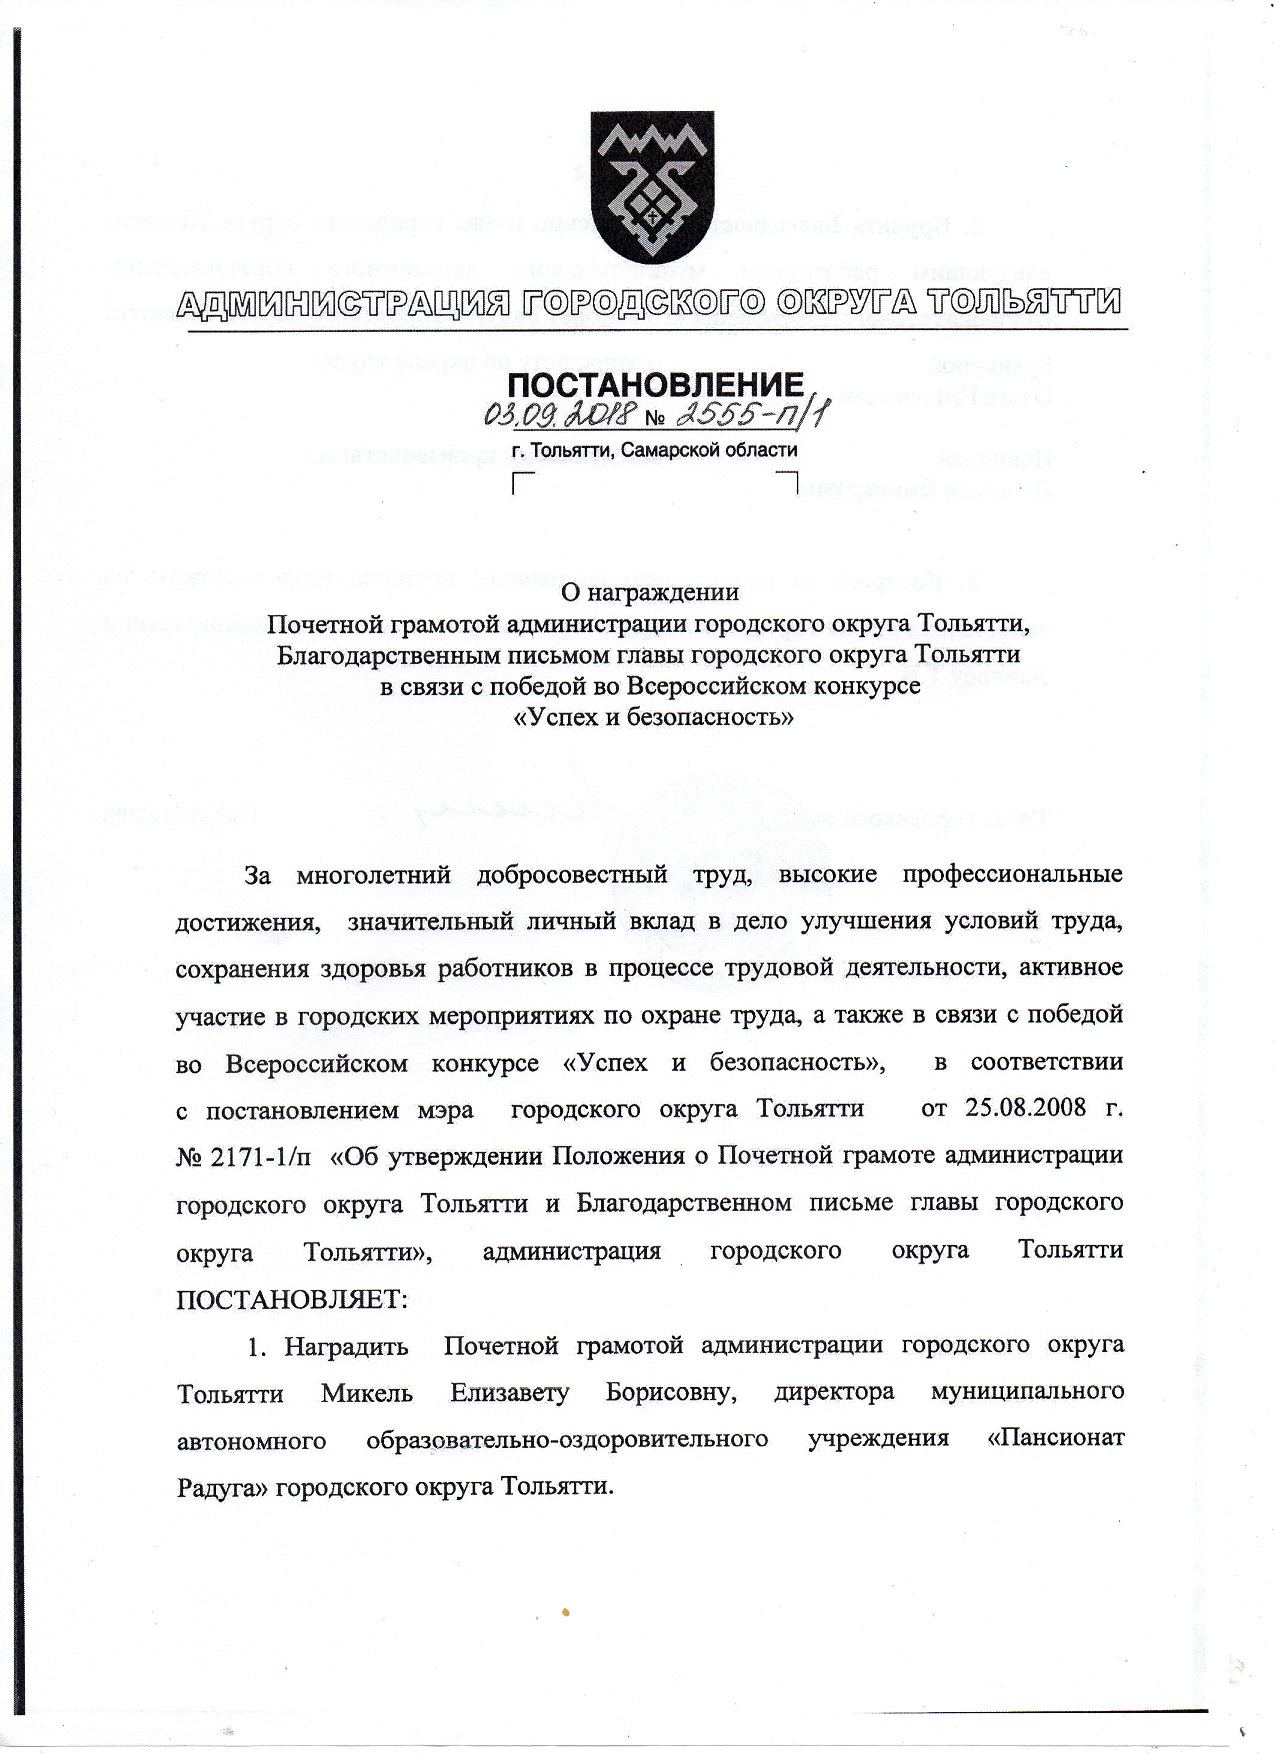 АДМИНИСТРАЦИЯ ГОРОДСКОГО ОКРУГА ТОЛЬЯТТИ
ПОСТАНОВЛЕНИЕ
03.09.2018 № 2555-п/1
г. Тольятти, Самарской области
О награждении
Почетной грамотой администрации городского округа Тольятти,
Благодарственным письмом главы городского округа Тольятти
в связи с победой во Всероссийском конкурсе
«Успех и безопасность»
За многолетний добросовестный труд, высокие профессиональные
достижения, значительный личный вклад в дело улучшения условий труда,
сохранения здоровья работников в процессе трудовой деятельности, активное
участие в городских мероприятиях по охране труда, а также в связи с победой
во Всероссийском конкурсе «Успех и безопасность», в соответствии
с постановлением мэра городского округа Тольятти от 25.08.2008 г.
№ 2171-1/п «Об утверждении Положения о Почетной грамоте администрации
городского округа Тольятти и Благодарственном письме главы городского
округа Тольятти», администрация городского округа Тольятти
ПОСТАНОВЛЯЕТ:
1. Наградить Почетной грамотой администрации городского округа
Тольятти Микель Елизавету Борисовну, директора муниципального
автономного образовательно-оздоровительного учреждения «Пансионат
Радуга» городского округа Тольятти.